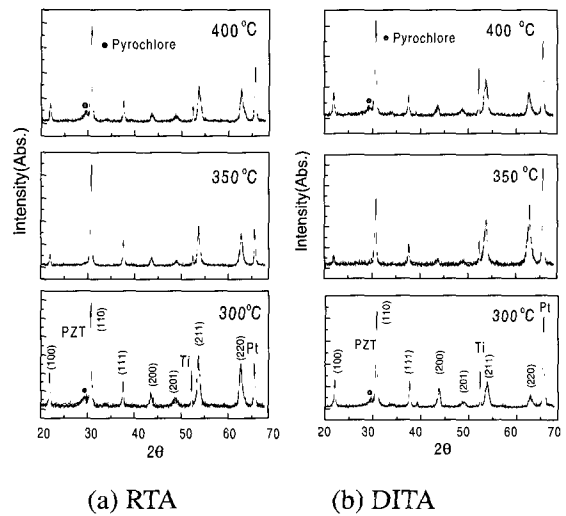 400°C
● Pyrochlore
350°C
300°C
PZT
(110)
(100)
(111)
(200)
(201)
Ti
(211)
(220)
Pt
Intensity(Abs.)
20 30 40 50 60 70
2θ
(a) RTA
400°C
● Pyrochlore
350°C
300°C
PZT
(110)
(100)
(111)
(200)
(201)
Ti
(211)
(220)
Pt
Intensity(Abs.)
20 30 40 50 60 70
2θ
(b) DITA